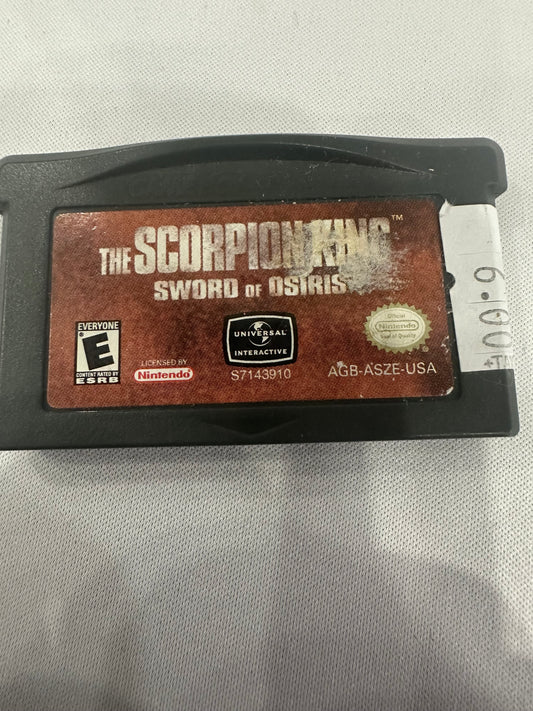 THE SCORPION KING™
SWORD OF OSIRIS
EVERYONE
E
CONTENT RATED BY
ESRB
LICENSED BY
Nintendo
UNIVERSAL
INTERACTIVE
S7143910
Official
Nintendo
Seal of Quality
AGB-ASZE-USA
6.00